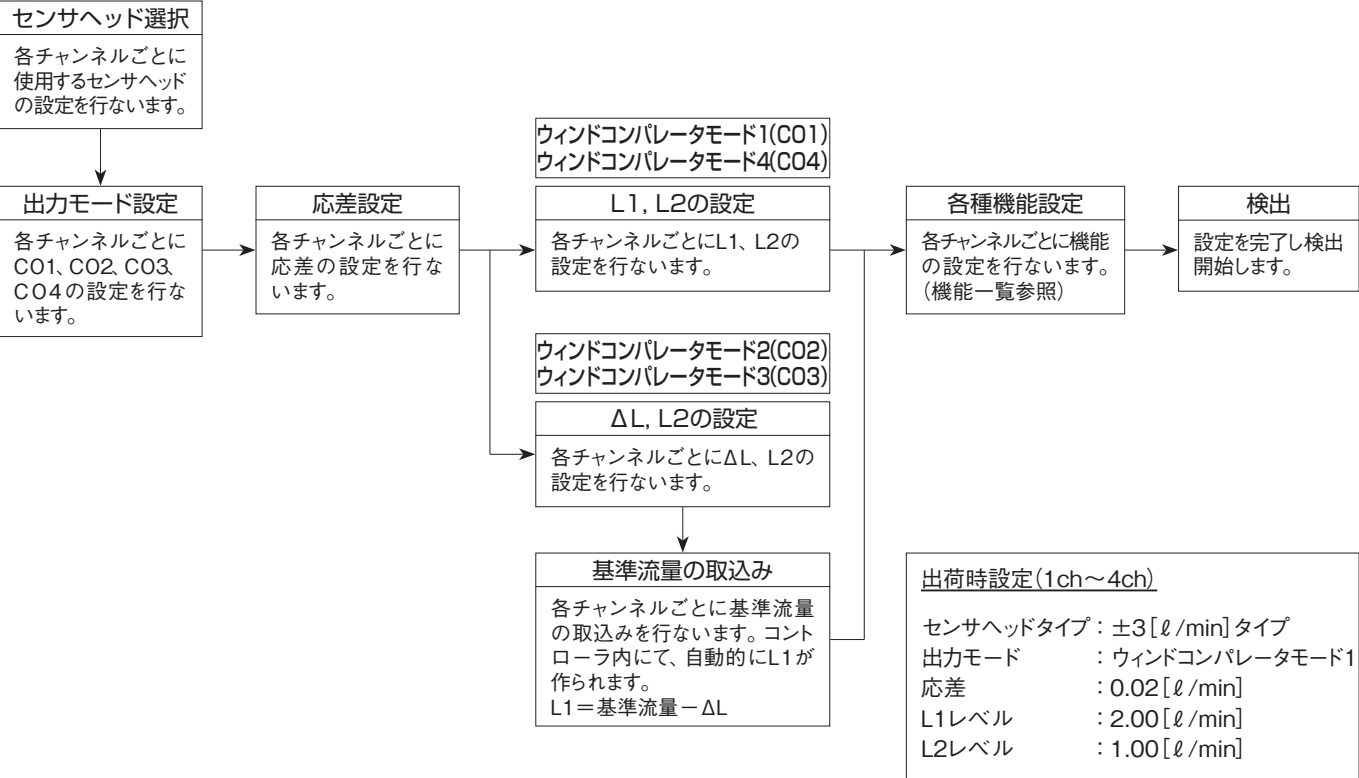 センサヘッド選択
各チャンネルごとに
使用するセンサヘッド
の設定を行ないます。
出力モード設定
各チャンネルごとに
CO1、CO2、CO3、
CO4の設定を行な
います。
応差設定
各チャンネルごとに
応差の設定を行な
います。
ウィンドコンパレータモード1(CO1)
ウィンドコンパレータモード4(CO4)
L1, L2の設定
各チャンネルごとにL1、L2の
設定を行ないます。
ウィンドコンパレータモード2(CO2)
ウィンドコンパレータモード3(CO3)
ΔL, L2の設定
各チャンネルごとにΔL、L2の
設定を行ないます。
基準流量の取込み
各チャンネルごとに基準流量
の取込みを行ないます。コント
ローラ内にて、自動的にL1が
作られます。
L1＝基準流量－ΔL
各種機能設定
各チャンネルごとに機能
の設定を行ないます。
(機能一覧参照)
検出
設定を完了し検出
開始します。
出荷時設定(1ch～4ch)
センサヘッドタイプ：±3[ℓ/min]タイプ
出力モード：ウィンドコンパレータモード1
応差：0.02[ℓ/min]
L1レベル：2.00[ℓ/min]
L2レベル：1.00[ℓ/min]